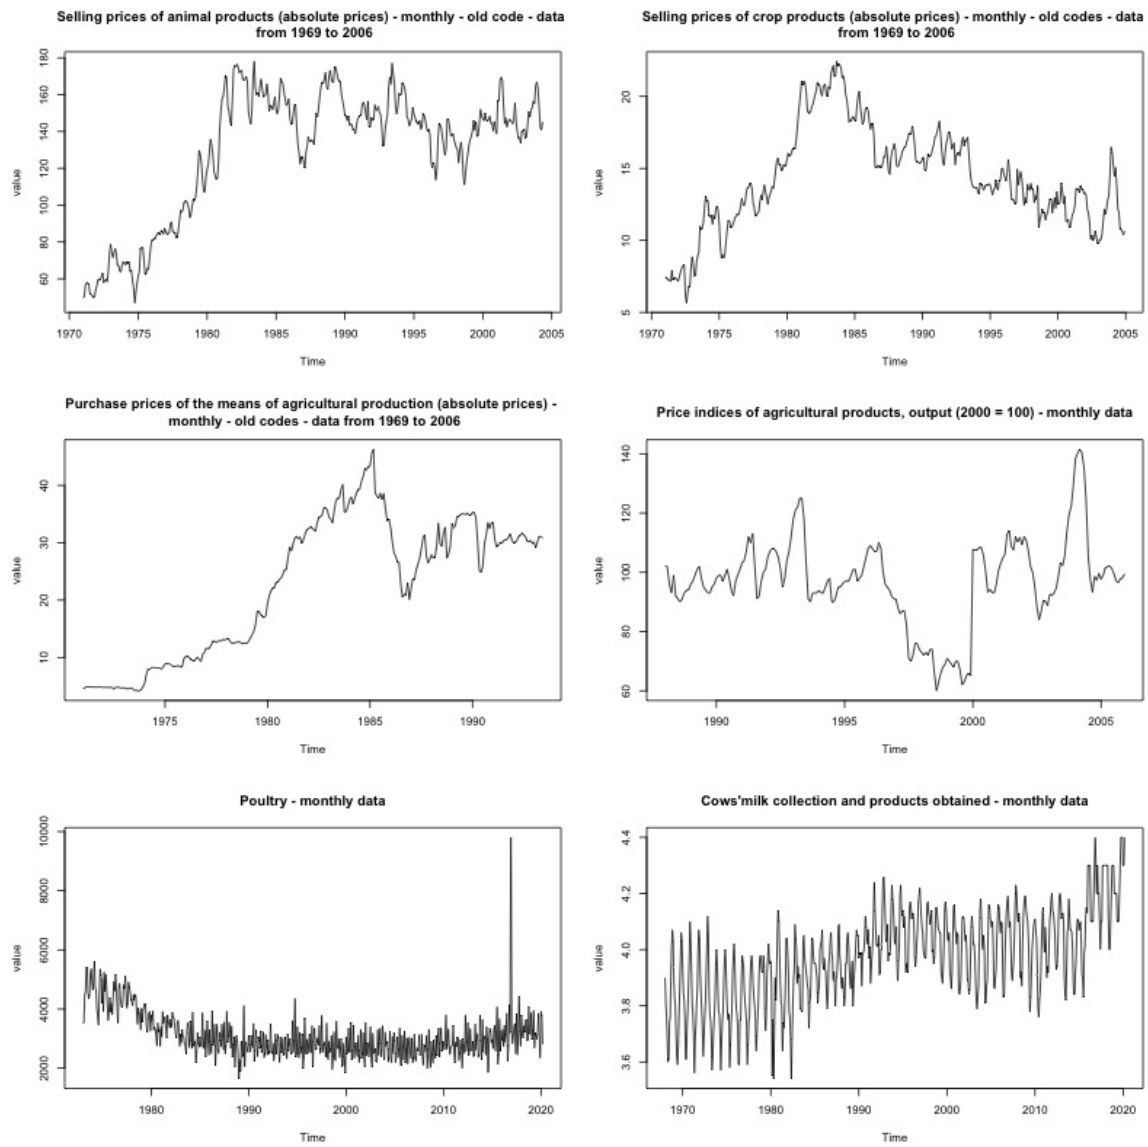 Selling prices of animal products (absolute prices) - monthly - old code - data
from 1969 to 2006
180
160
140
120
100
80
60
value
1970 1975 1980 1985 1990 1995 2000 2005
Time
Selling prices of crop products (absolute prices) - monthly - old codes - data
from 1969 to 2006
20
15
10
5
value
1970 1975 1980 1985 1990 1995 2000 2005
Time
Purchase prices of the means of agricultural production (absolute prices) -
monthly - old codes - data from 1969 to 2006
40
30
20
10
value
1975 1980 1985 1990
Time
Price indices of agricultural products, output (2000 = 100) - monthly data
140
120
100
80
60
value
1990 1995 2000 2005
Time
Poultry - monthly data
10000
8000
6000
4000
2000
value
1980 1990 2000 2010 2020
Time
Cows'milk collection and products obtained - monthly data
4.4
4.2
4.0
3.8
3.6
value
1970 1980 1990 2000 2010 2020
Time